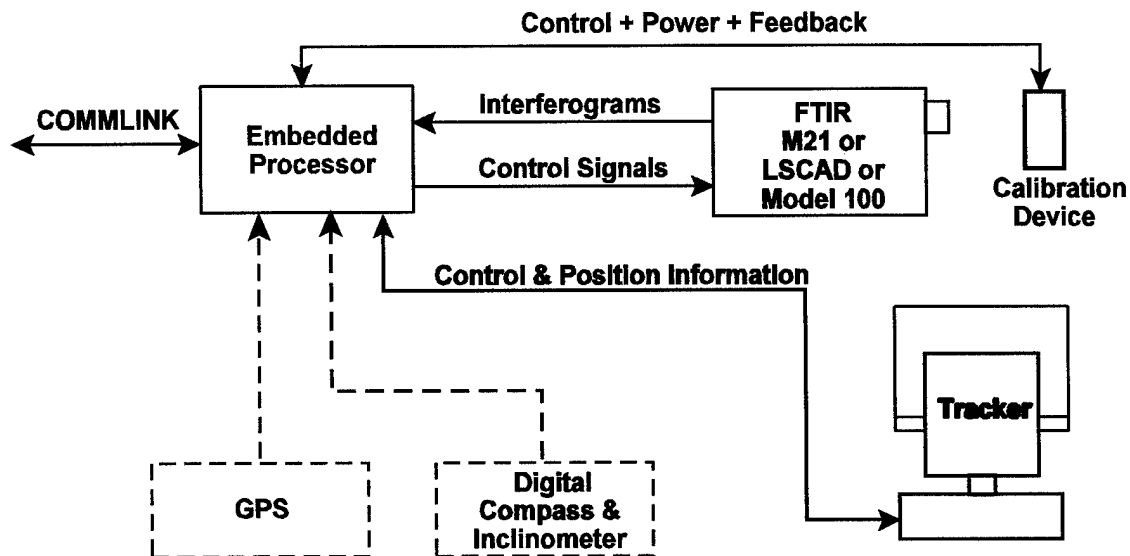 Control + Power + Feedback
COMMLINK
Embedded
Processor
Interferograms
Control Signals
FTIR
M21 or
LSCAD or
Model 100
Calibration
Device
Control & Position Information
Tracker
GPS
Digital
Compass &
Inclinometer